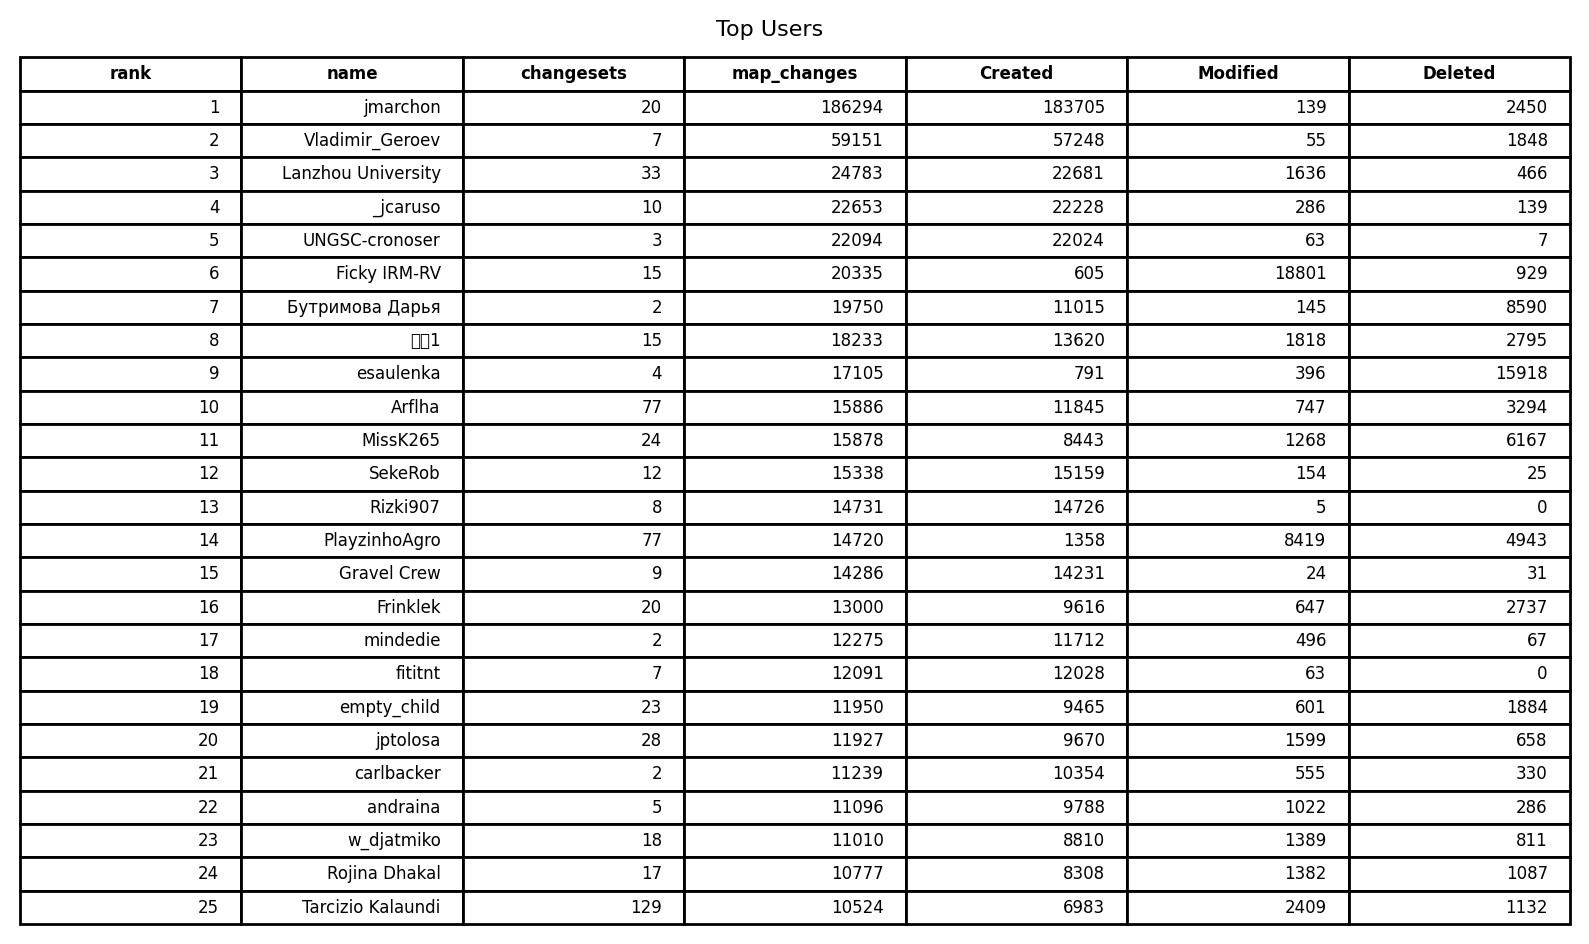 Top Users
rank name changesets map_changes Created Modified Deleted
1 jmarchon 20 186294 183705 139 2450
2 Vladimir_Geroev 7 59151 57248 55 1848
3 Lanzhou University 33 24783 22681 1636 466
4 _jcaruso 10 22653 22228 286 139
5 UNGSC-cronoser 3 22094 22024 63 7
6 Ficky IRM-RV 15 20335 605 18801 929
7 Бутримова Дарья 2 19750 11015 145 8590
8 1 15 18233 13620 1818 2795
9 esaulenka 4 17105 791 396 15918
10 Arflha 77 15886 11845 747 3294
11 MissK265 24 15878 8443 1268 6167
12 SekeRob 12 15338 15159 154 25
13 Rizki907 8 14731 14726 5 0
14 PlayzinhoAgro 77 14720 1358 8419 4943
15 Gravel Crew 9 14286 14231 24 31
16 Frinklek 20 13000 9616 647 2737
17 mindedie 2 12275 11712 496 67
18 fititnt 7 12091 12028 63 0
19 empty_child 23 11950 9465 601 1884
20 jptolosa 28 11927 9670 1599 658
21 carlbacker 2 11239 10354 555 330
22 andraina 5 11096 9788 1022 286
23 w_djatmiko 18 11010 8810 1389 811
24 Rojina Dhakal 17 10777 8308 1382 1087
25 Tarcizio Kalaundi 129 10524 6983 2409 1132